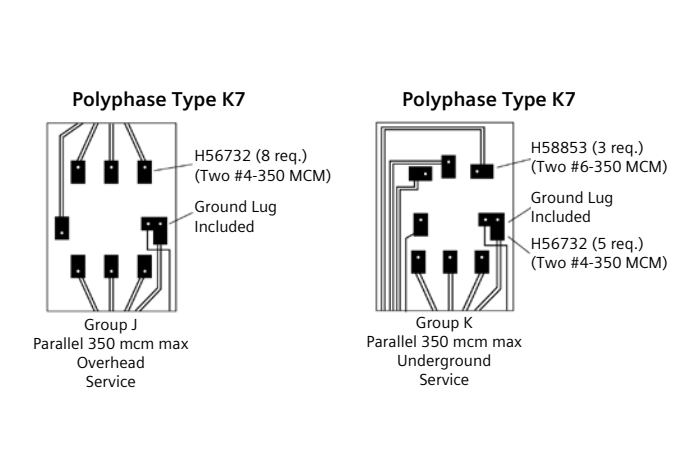 Polyphase Type K7
H56732 (8 req.)
(Two #4-350 MCM)
Ground Lug
Included
Group J
Parallel 350 mcm max
Overhead
Service
Polyphase Type K7
H58853 (3 req.)
(Two #6-350 MCM)
Ground Lug
Included
H56732 (5 req.)
(Two #4-350 MCM)
Group K
Parallel 350 mcm max
Underground
Service